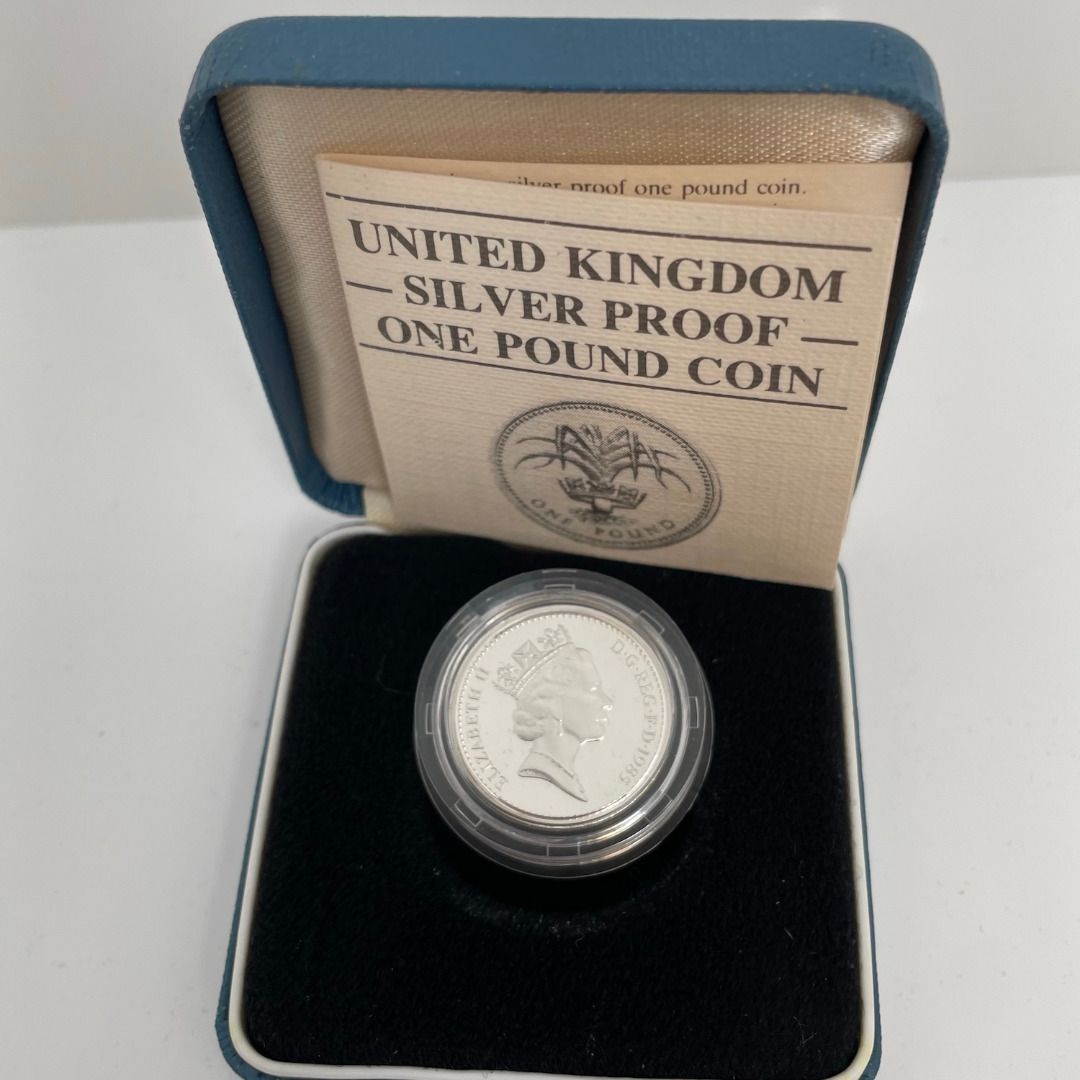 silver proof one pound coin.
UNITED KINGDOM
SILVER PROOF
ONE POUND COIN
ONE POUND
ELIZABETH II
D·G·REG·F·D·1985